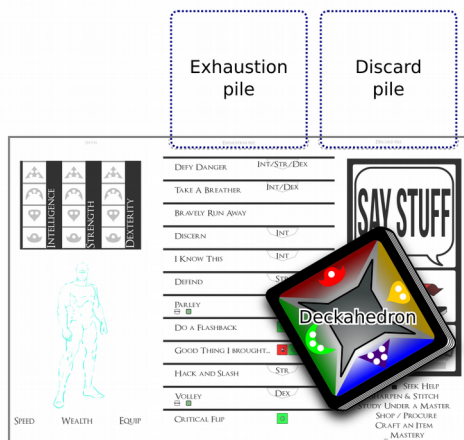 Exhaustion
pile
Discard
pile
INTELLIGENCE
STRENGTH
DEXTERITY
DEFY DANGER INT/STR/DEX
TAKE A BREATHER INT/DEX
BRAVELY RUN AWAY
DISCERN INT
I KNOW THIS INT
DEFEND
PARLEY
DO A FLASHBACK
GOOD THING I BROUGHT...
HACK AND SLASH STR
VOLLEY DEX
CRITICAL FLIP
SAY STUFF
Deckahedron
SEEK HELP
& STITCH
UNDER A MASTER
SHOP / PROCURE
CRAFT AN ITEM
_ MASTERY
SPEED WEALTH EQUIP